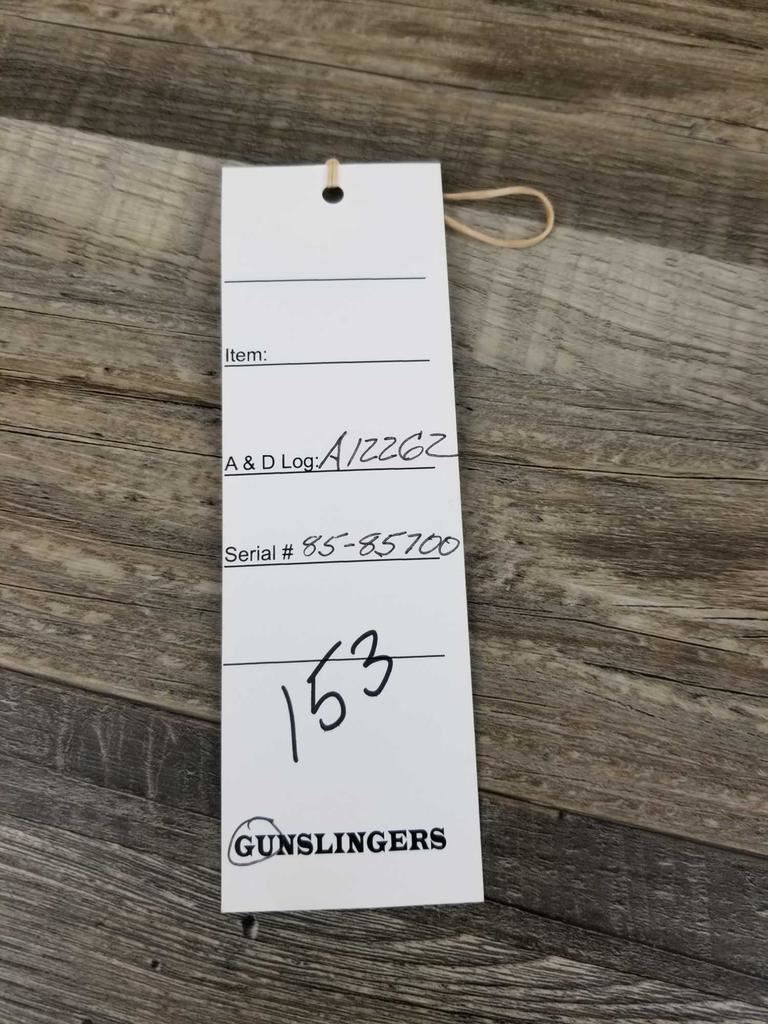 Item:
A & D Log: A12262
Serial # 85-85700
153
GUNSLINGERS